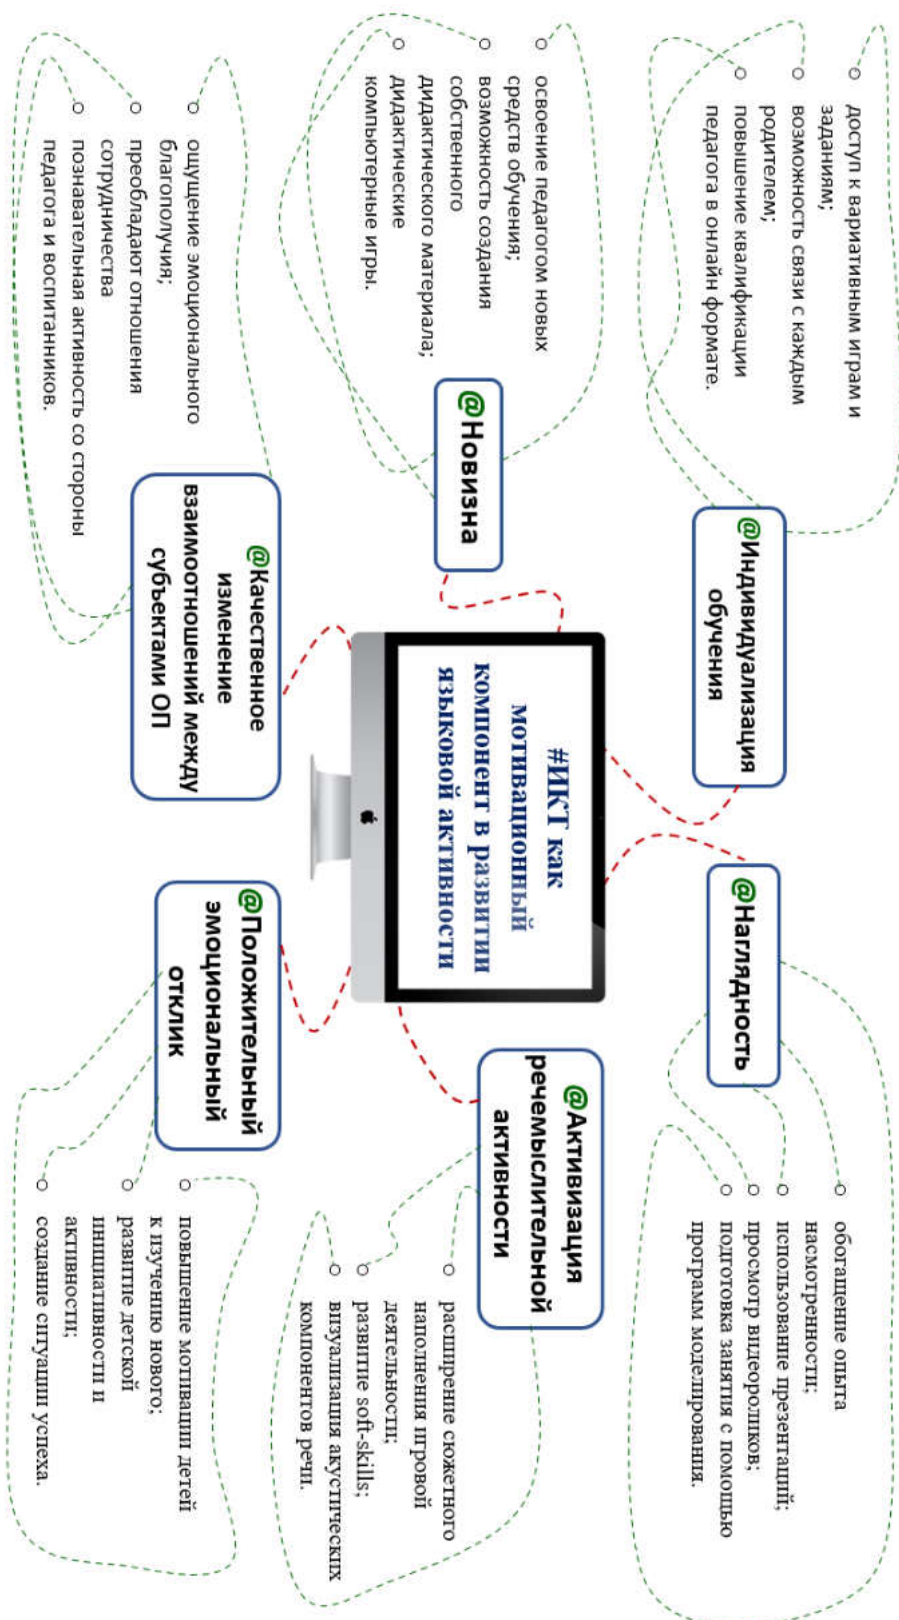 #ИКТ как
мотивационный
компонент в развитии
языковой активности
@Индивидуализация
обучения
доступ к вариативным играм и
заданиям;
возможность связи с каждым
родителем;
повышение квалификации
педагога в онлайн формате.
@Наглядность
обогащение опыта
насмотренности;
использование презентаций;
просмотр видеороликов;
подготовка занятия с помощью
программ моделирования.
@Новизна
освоение педагогом новых
средств обучения;
возможность создания
собственного
дидактического материала;
дидактические
компьютерные игры.
@Активизация
речемыслительной
активности
расширение сюжетного
наполнения игровой
деятельности;
развитие soft-skills;
визуализация акустических
компонентов речи.
@Качественное
изменение
взаимоотношений между
субъектами ОП
ощущение эмоционального
благополучия;
преобладают отношения
сотрудничества
познавательная активность со стороны
педагога и воспитанников.
@Положительный
эмоциональный
отклик
повышение мотивации детей
к изучению нового;
развитие детской
инициативности и
активности;
создание ситуации успеха.